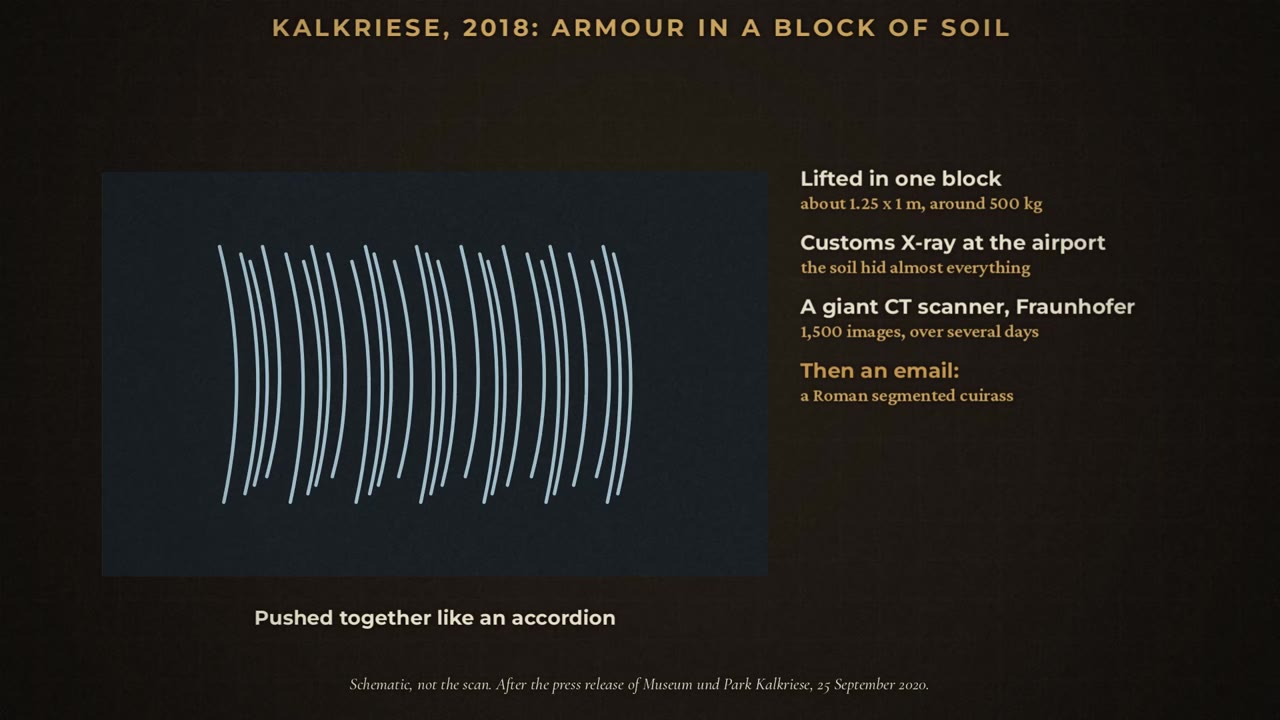 KALKRIESE, 2018: ARMOUR IN A BLOCK OF SOIL
Lifted in one block
about 1.25 x 1 m, around 500 kg
Customs X-ray at the airport
the soil hid almost everything
A giant CT scanner, Fraunhofer
1,500 images, over several days
Then an email:
a Roman segmented cuirass
Pushed together like an accordion
Schematic, not the scan. After the press release of Museum und Park Kalkriese, 25 September 2020.